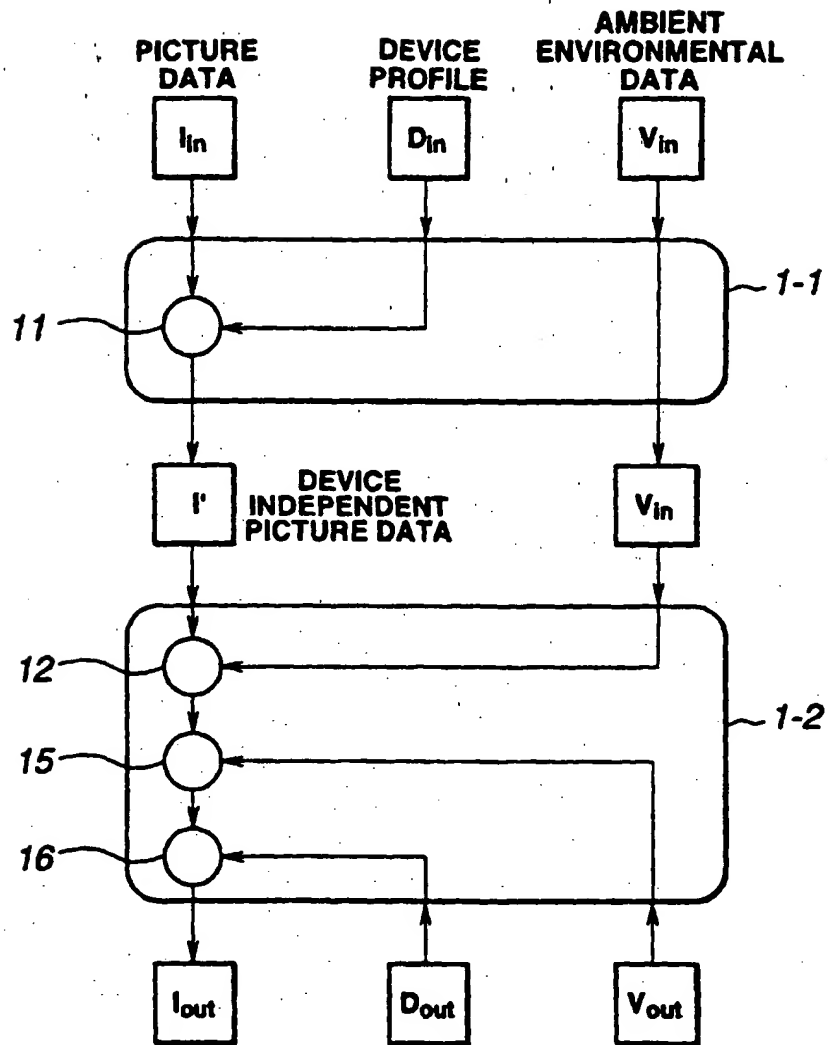 PICTURE
DATA
DEVICE
PROFILE
AMBIENT
ENVIRONMENTAL
DATA
Iin
Din
Vin
1-1
11
I'
DEVICE
INDEPENDENT
PICTURE DATA
Vin
12
15
16
1-2
Iout
Dout
Vout